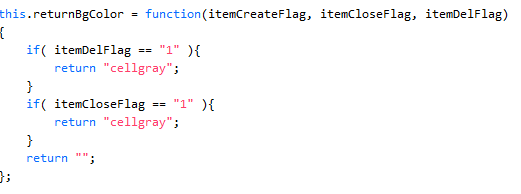 this.returnBgColor = function(itemCreateFlag, itemCloseFlag, itemDelFlag)
{
    if( itemDelFlag == "1" ){
        return "cellgray";
    }
    if( itemCloseFlag == "1" ){
        return "cellgray";
    }
    return "";
};